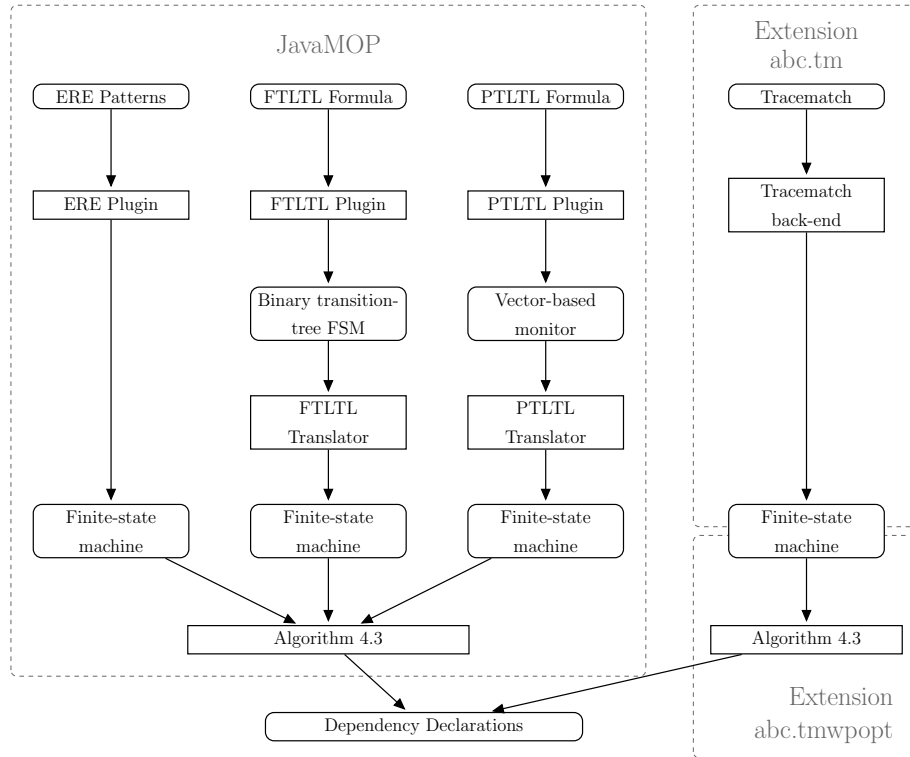 JavaMOP
Extension
abc.tm
ERE Patterns
FTLTL Formula
PTLTL Formula
Tracematch
ERE Plugin
FTLTL Plugin
PTLTL Plugin
Tracematch
back-end
Binary transition-
tree FSM
Vector-based
monitor
FTLTL
Translator
PTLTL
Translator
Finite-state
machine
Finite-state
machine
Finite-state
machine
Finite-state
machine
Algorithm 4.3
Algorithm 4.3
Dependency Declarations
Extension
abc.tmwpopt